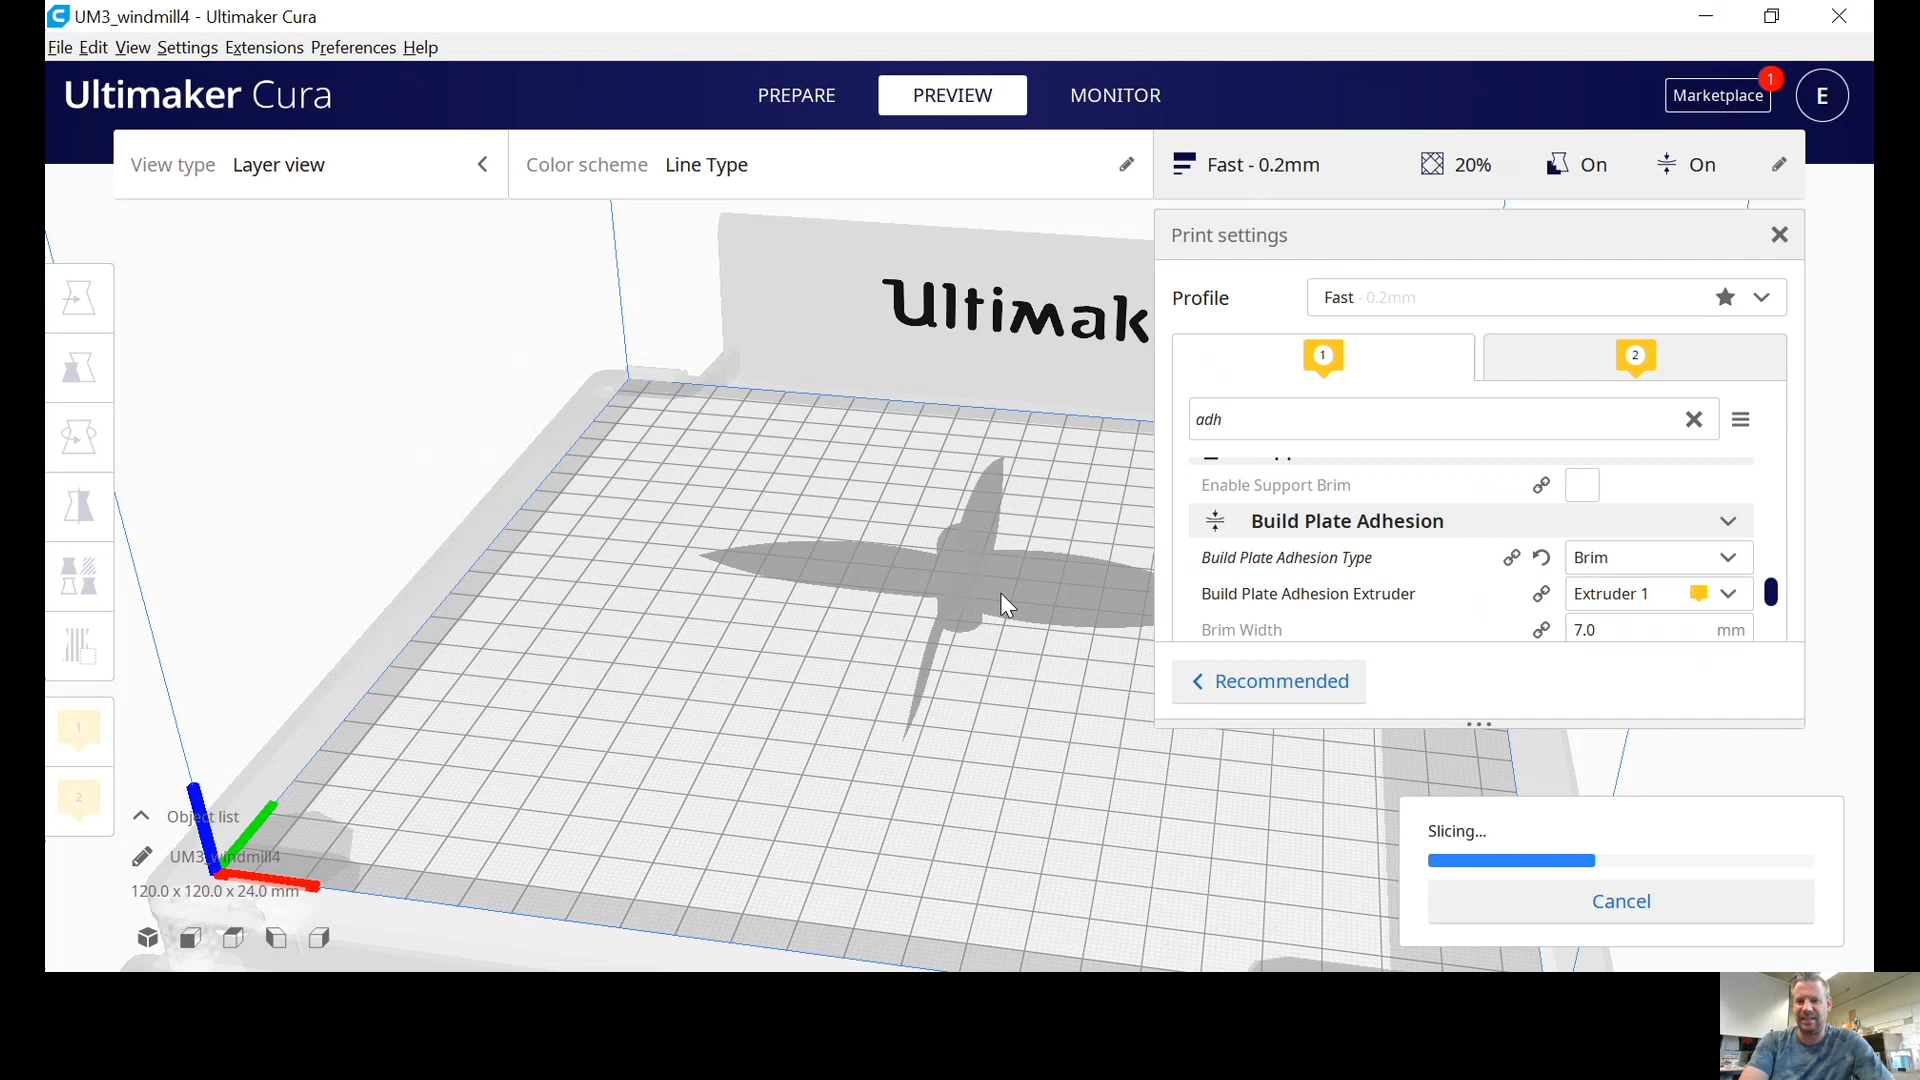 UM3_windmill4 - Ultimaker Cura
File Edit View Settings Extensions Preferences Help
Ultimaker Cura
PREPARE
PREVIEW
MONITOR
Marketplace
1
E
View type Layer view
Color scheme Line Type
Fast - 0.2mm
20%
On
On
Print settings
Profile
Fast - 0.2mm
1
2
adh
Enable Support Brim
Build Plate Adhesion
Build Plate Adhesion Type
Brim
Build Plate Adhesion Extruder
Extruder 1
Brim Width
7.0 mm
Recommended
Ultimak
1
2
Object list
UM3_windmill4
120.0 x 120.0 x 24.0 mm
Slicing...
Cancel